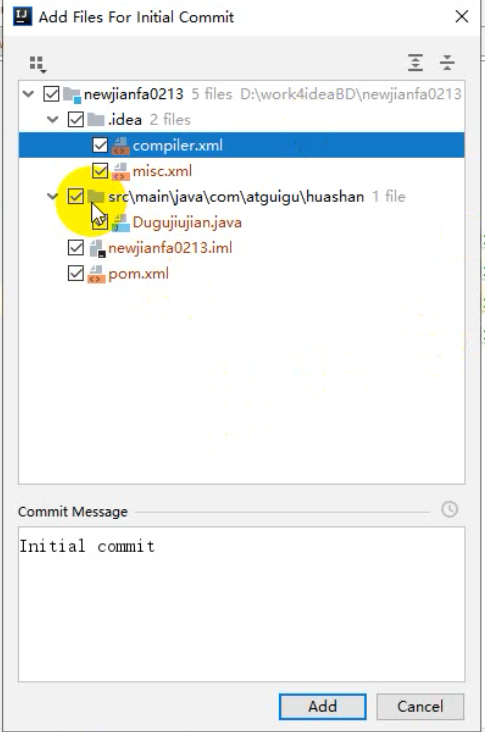 Add Files For Initial Commit
newjianfa0213 5 files D:\work4ideaBD\newjianfa0213
.idea 2 files
compiler.xml
misc.xml
src\main\java\com\atguigu\huashan 1 file
Dugujiujian.java
newjianfa0213.iml
pom.xml
Commit Message
Initial commit
Add Cancel